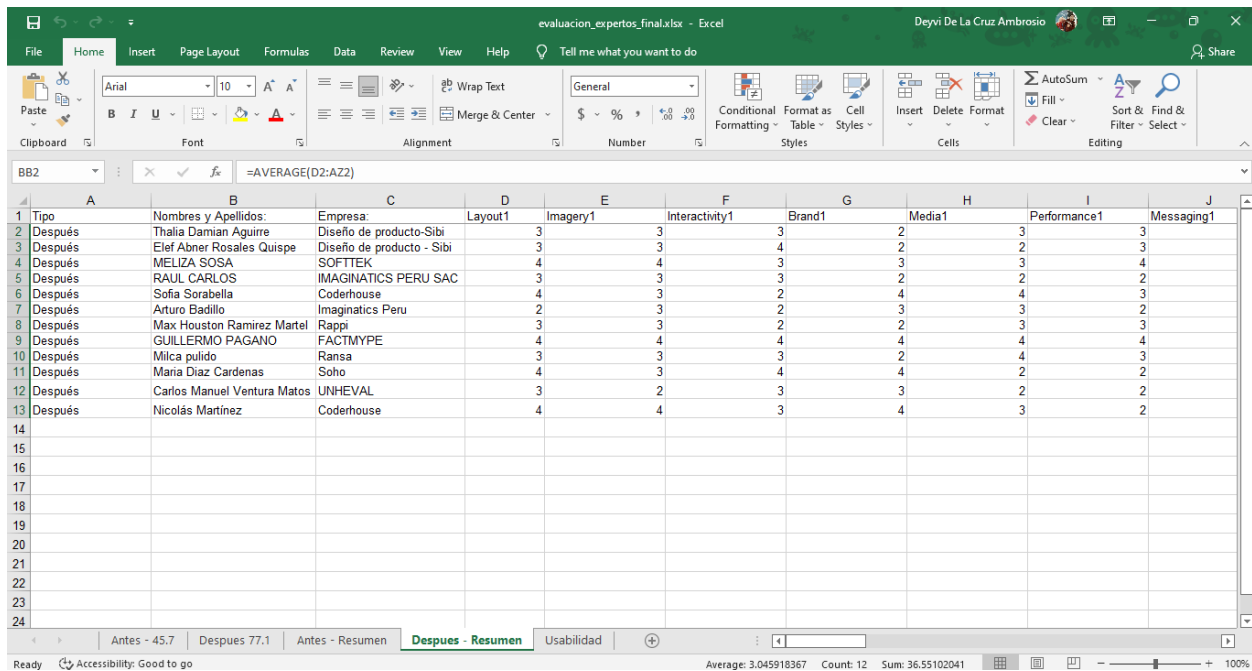 evaluacion_expertos_final.xlsx - Excel
Deyvi De La Cruz Ambrosio
File Home Insert Page Layout Formulas Data Review View Help Tell me what you want to do Share
Paste
Clipboard
Arial 10
B I U
Font
Wrap Text
Merge & Center
Alignment
General
$ % ,
Number
Conditional Formatting
Format as Table
Cell Styles
Styles
Insert Delete Format
Cells
AutoSum
Fill
Clear
Sort & Filter
Find & Select
Editing
BB2 fx =AVERAGE(D2:AZ2)
A B C D E F G H I J
1 Tipo Nombres y Apellidos: Empresa: Layout1 Imagery1 Interactivity1 Brand1 Media1 Performance1 Messaging1
2 Después Thalia Damian Aguirre Diseño de producto-Sibi 3 3 3 2 3 3
3 Después Elef Abner Rosales Quispe Diseño de producto - Sibi 3 3 4 2 2 3
4 Después MELIZA SOSA SOFTTEK 4 4 3 3 3 4
5 Después RAUL CARLOS IMAGINATICS PERU SAC 3 3 3 2 2 2
6 Después Sofia Sorabella Coderhouse 4 3 2 4 4 3
7 Después Arturo Badillo Imaginatics Peru 2 3 2 3 3 2
8 Después Max Houston Ramirez Martel Rappi 3 3 2 2 3 3
9 Después GUILLERMO PAGANO FACTMYPE 4 4 4 4 4 4
10 Después Milca pulido Ransa 3 3 3 2 4 3
11 Después Maria Diaz Cardenas Soho 4 3 4 4 2 2
12 Después Carlos Manuel Ventura Matos UNHEVAL 3 2 3 3 2 2
13 Después Nicolás Martínez Coderhouse 4 4 3 4 3 2
14
15
16
17
18
19
20
21
22
23
24
Antes - 45.7 Despues 77.1 Antes - Resumen Despues - Resumen Usabilidad
Ready Accessibility: Good to go Average: 3.045918367 Count: 12 Sum: 36.55102041 100%